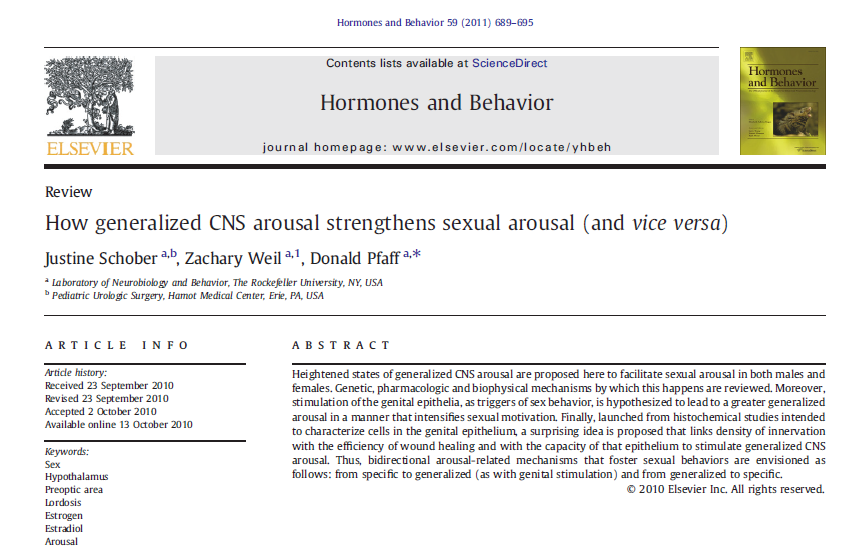 Hormones and Behavior 59 (2011) 689–695
Contents lists available at ScienceDirect
Hormones and Behavior
journal homepage: www.elsevier.com/locate/yhbeh
ELSEVIER
Hormones
and Behavior
Review
How generalized CNS arousal strengthens sexual arousal (and vice versa)
Justine Schober a,b, Zachary Weil a,1, Donald Pfaff a,*
a Laboratory of Neurobiology and Behavior, The Rockefeller University, NY, USA
b Pediatric Urologic Surgery, Hamot Medical Center, Erie, PA, USA
ARTICLE INFO
Article history:
Received 23 September 2010
Revised 23 September 2010
Accepted 2 October 2010
Available online 13 October 2010
Keywords:
Sex
Hypothalamus
Preoptic area
Lordosis
Estrogen
Estradiol
Arousal
ABSTRACT
Heightened states of generalized CNS arousal are proposed here to facilitate sexual arousal in both males and
females. Genetic, pharmacologic and biophysical mechanisms by which this happens are reviewed. Moreover,
stimulation of the genital epithelia, as triggers of sex behavior, is hypothesized to lead to a greater generalized
arousal in a manner that intensifies sexual motivation. Finally, launched from histochemical studies intended
to characterize cells in the genital epithelium, a surprising idea is proposed that links density of innervation
with the efficiency of wound healing and with the capacity of that epithelium to stimulate generalized CNS
arousal. Thus, bidirectional arousal-related mechanisms that foster sexual behaviors are envisioned as
follows: from specific to generalized (as with genital stimulation) and from generalized to specific.
© 2010 Elsevier Inc. All rights reserved.